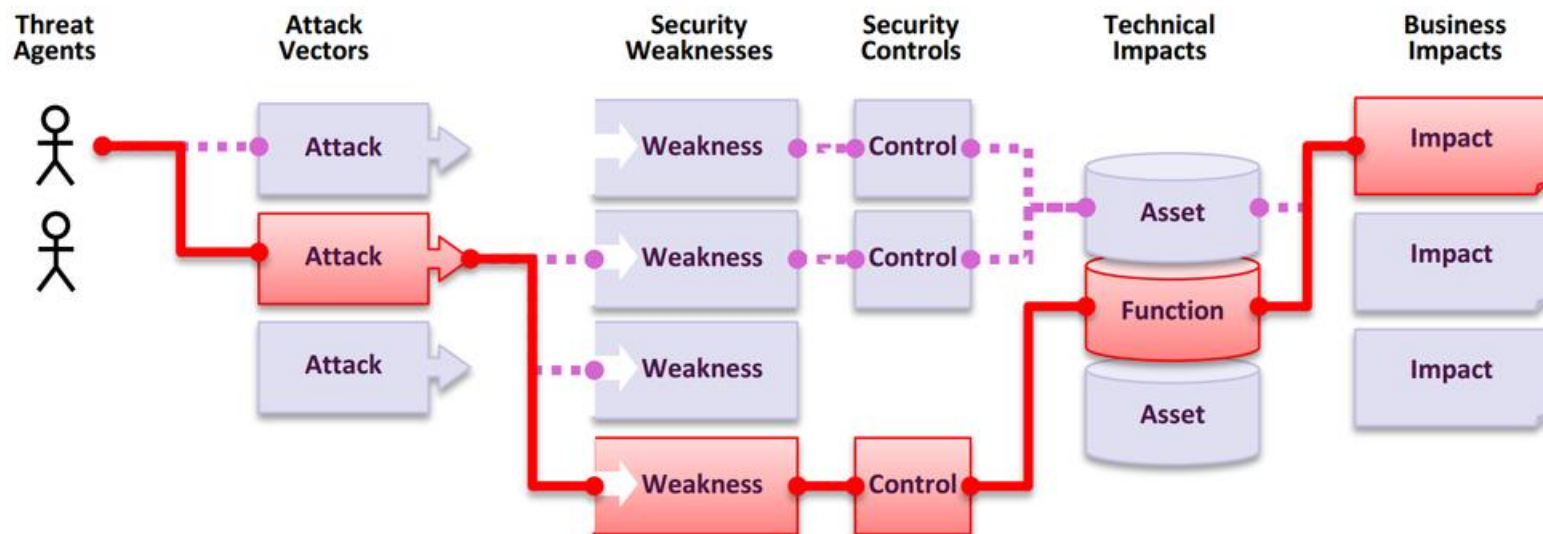 Threat
Agents
Attack
Vectors
Security
Weaknesses
Security
Controls
Technical
Impacts
Business
Impacts
Attack
Weakness
Control
Impact
Asset
Attack
Weakness
Control
Impact
Function
Attack
Weakness
Impact
Asset
Weakness
Control